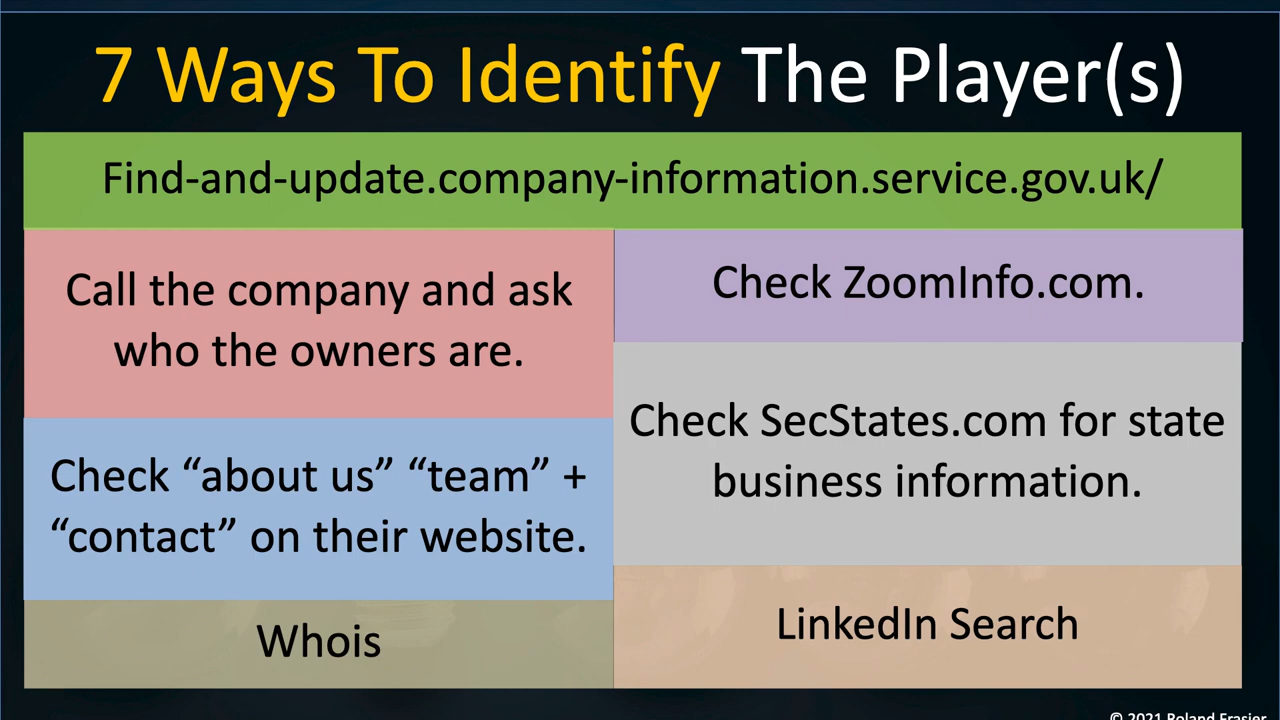 7 Ways To Identify The Player(s)
Find-and-update.company-information.service.gov.uk/
Call the company and ask
who the owners are.
Check ZoomInfo.com.
Check “about us” “team” +
“contact” on their website.
Check SecStates.com for state
business information.
Whois
LinkedIn Search
© 2021 Roland Frasier